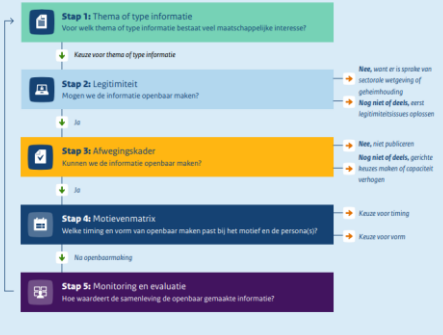 Stap 1: Thema of type informatie
Voor welk thema of type informatie bestaat veel maatschappelijke interesse?
Keuze voor thema of type informatie
Stap 2: Legitimiteit
Mogen we de informatie openbaar maken?
Nee, want er is sprake van
sectorale wetgeving of
geheimhouding
Nog niet of deels, eerst
legitimiteitsissues oplossen
Ja
Stap 3: Afwegingskader
Kunnen we de informatie openbaar maken?
Nee, niet publiceren
Nog niet of deels, gerichte
keuzes maken of capaciteit
verhogen
Ja
Stap 4: Motievenmatrix
Welke timing en vorm van openbaar maken past bij het motief en de persona(s)?
Keuze voor timing
Keuze voor vorm
Na openbaarmaking
Stap 5: Monitoring en evaluatie
Hoe waardeert de samenleving de openbaar gemaakte informatie?